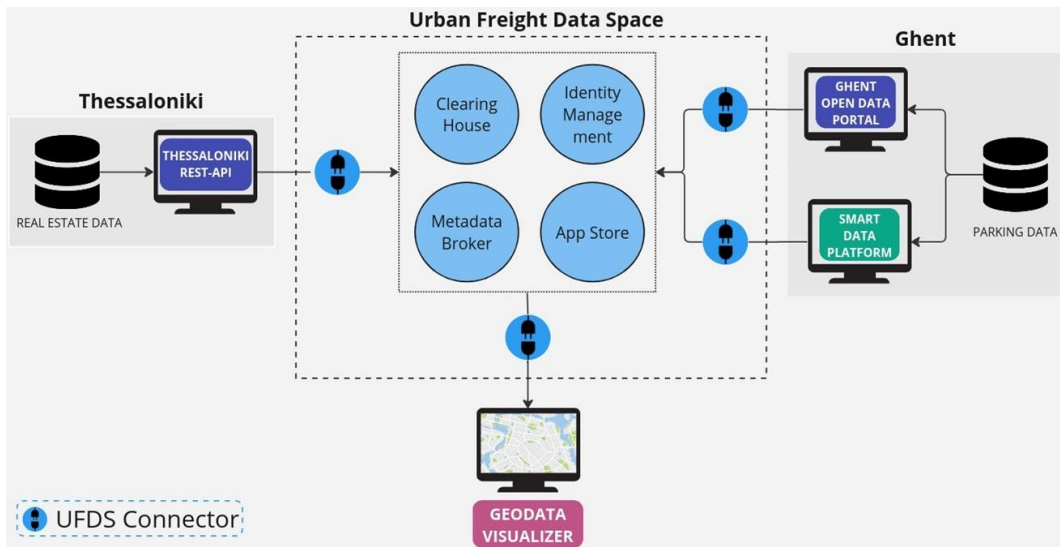 Urban Freight Data Space
Thessaloniki
REAL ESTATE DATA
THESSALONIKI
REST-API
Clearing
House
Identity
Manage
ment
Metadata
Broker
App Store
Ghent
GHENT
OPEN DATA
PORTAL
SMART
DATA
PLATFORM
PARKING DATA
GEODATA
VISUALIZER
UFDS Connector